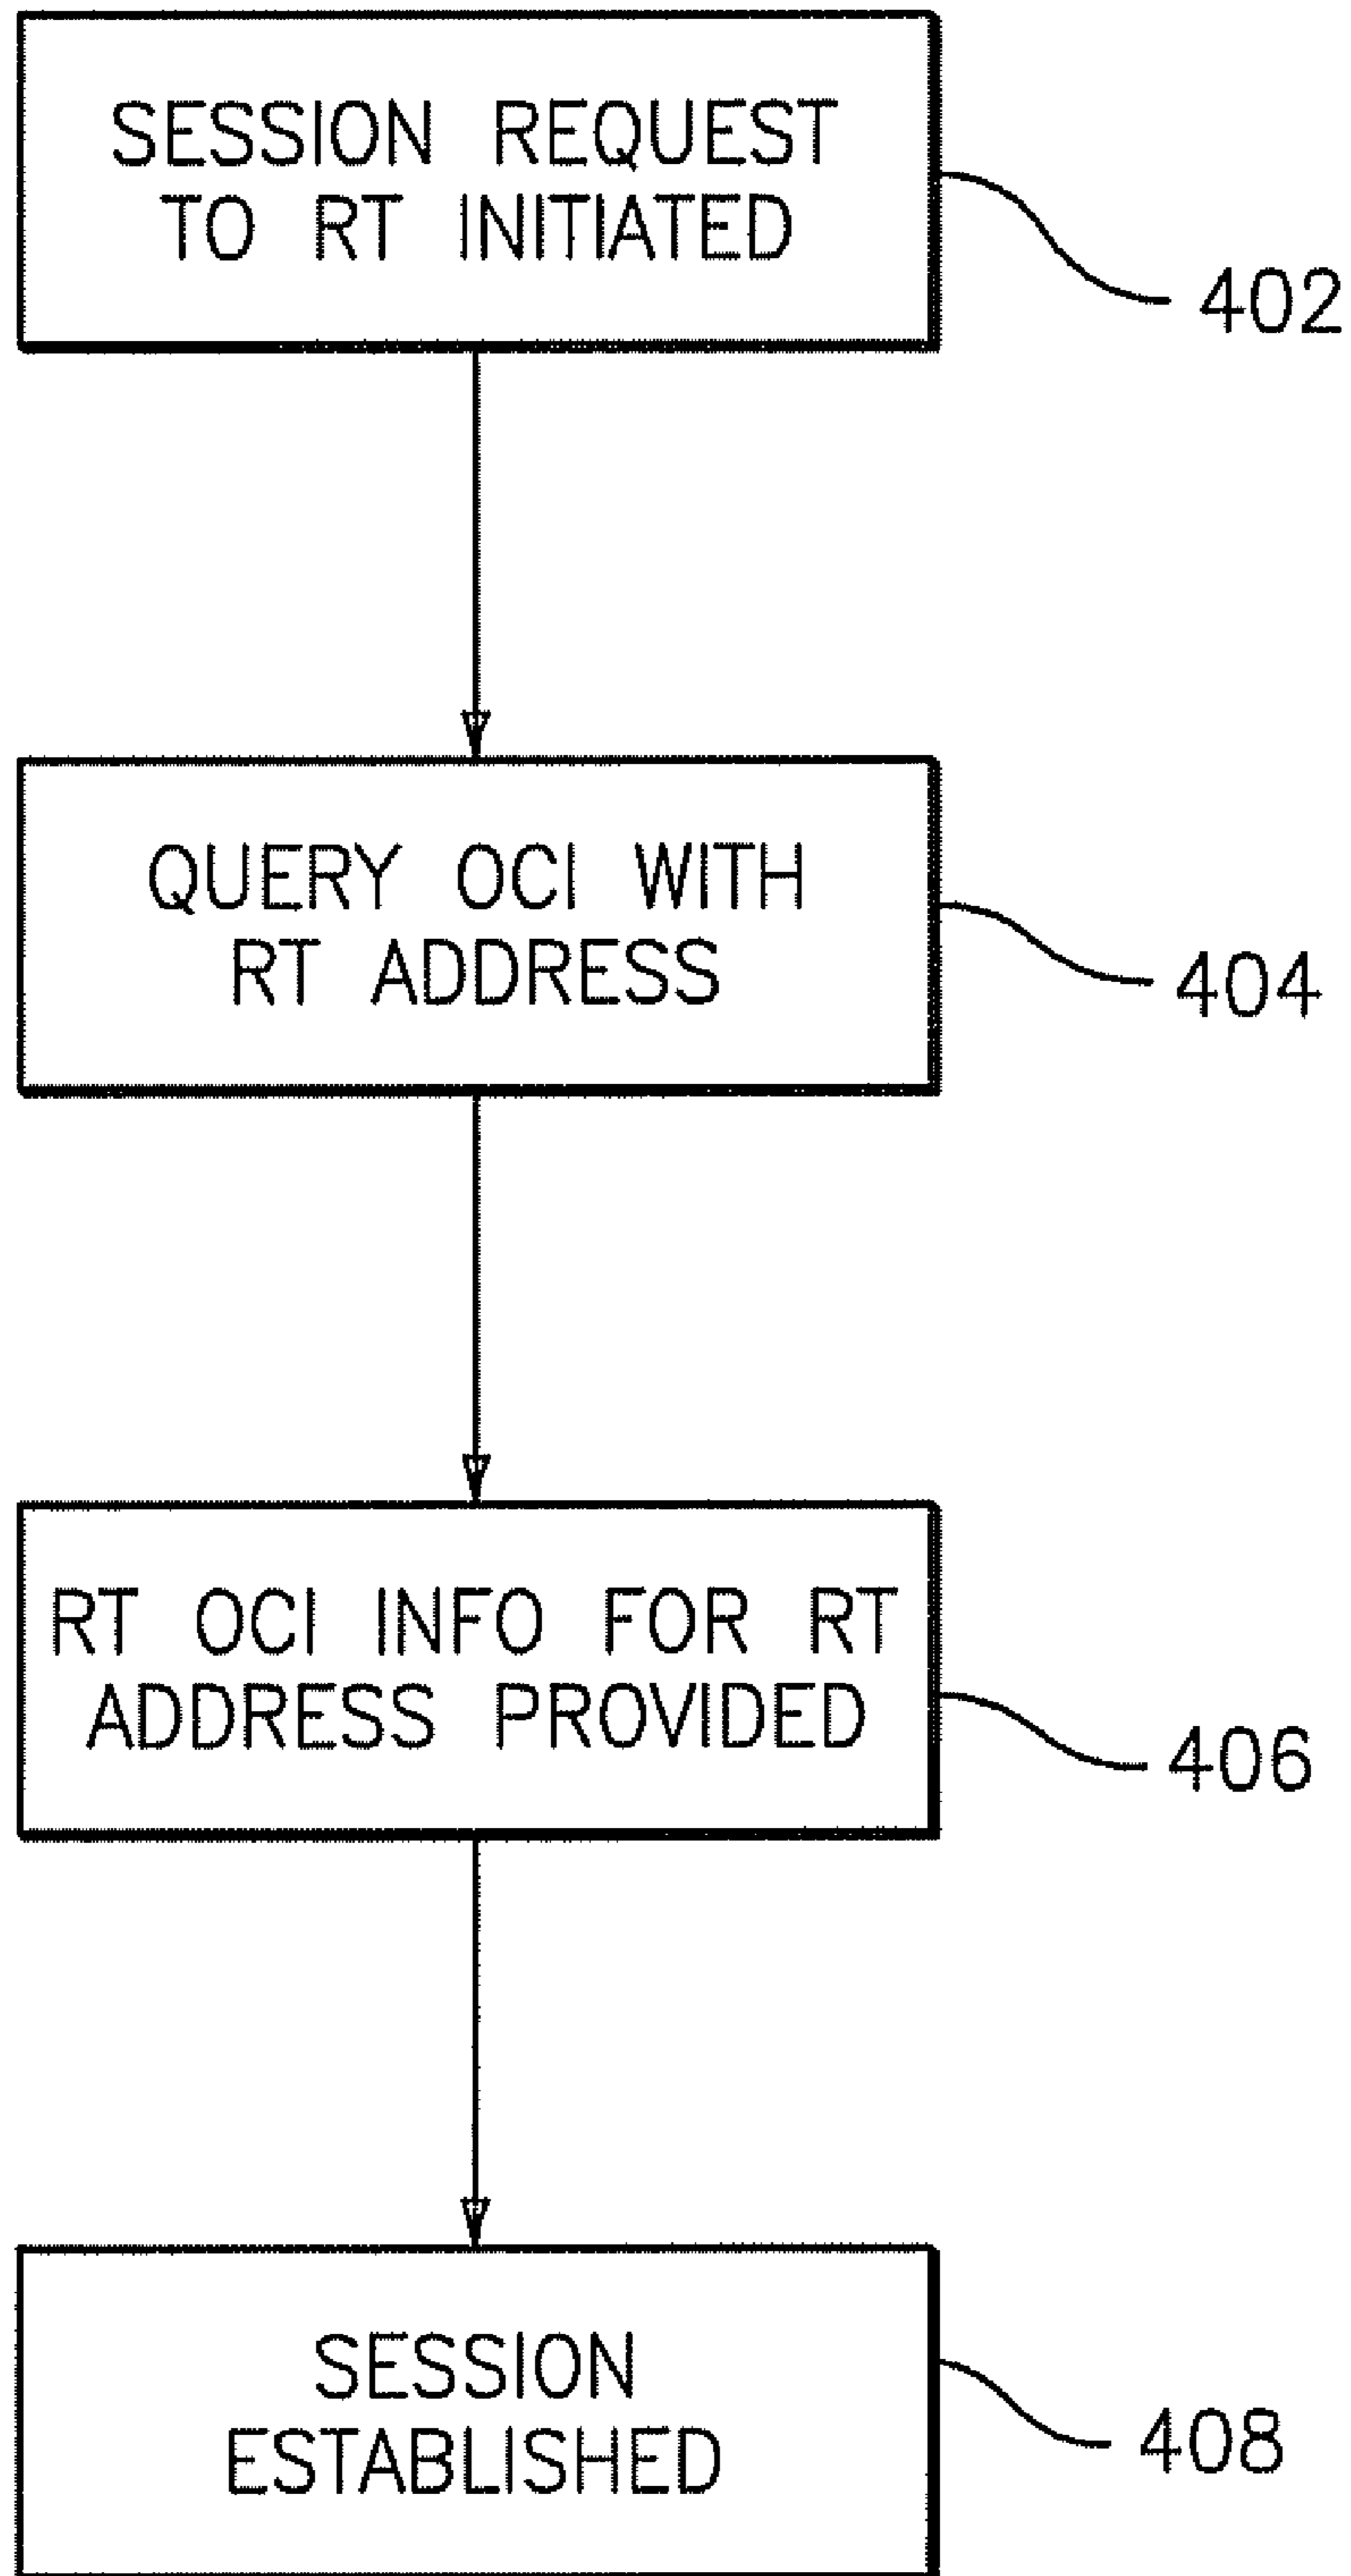 SESSION REQUEST
TO RT INITIATED
402
QUERY OCI WITH
RT ADDRESS
404
RT OCI INFO FOR RT
ADDRESS PROVIDED
406
SESSION
ESTABLISHED
408